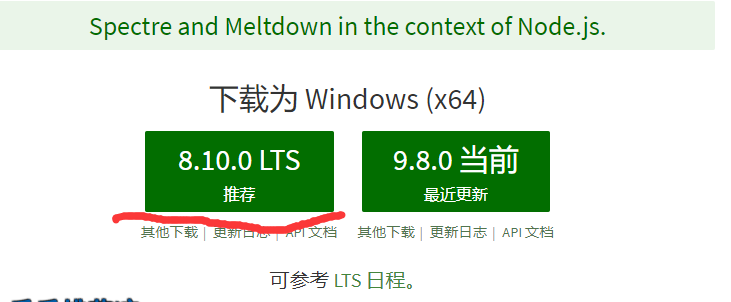 Spectre and Meltdown in the context of Node.js.
下载为 Windows (x64)
8.10.0 LTS
推荐
9.8.0 当前
最近更新
其他下载 | 更新日志 | API 文档
其他下载 | 更新日志 | API 文档
可参考 LTS 日程。